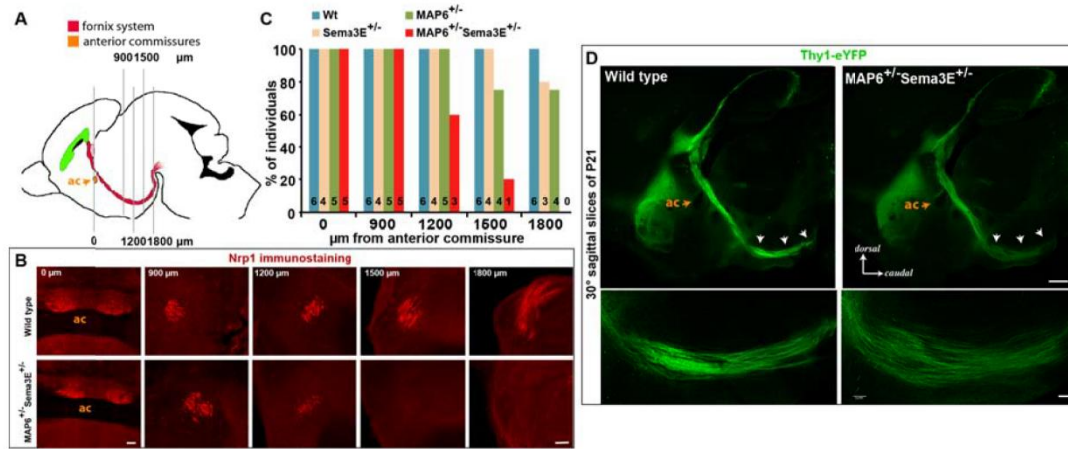 A
fornix system
anterior commissures
900 1500 µm
ac
0 1200 1800 µm
C
Wt
MAP6+/-
Sema3E+/-
MAP6+/-Sema3E+/-
% of individuals
100
80
60
40
20
0
6 4 5 5
6 4 5 5
6 4 5 3
6 4 4 1
6 3 4 0
0 900 1200 1500 1800
µm from anterior commissure
B
Nrp1 immunostaining
0 µm
900 µm
1200 µm
1500 µm
1800 µm
Wild type
ac
MAP6+/-Sema3E+/-
ac
D
Thy1-eYFP
30° sagittal slices of P21
Wild type
MAP6+/-Sema3E+/-
ac
ac
dorsal
caudal